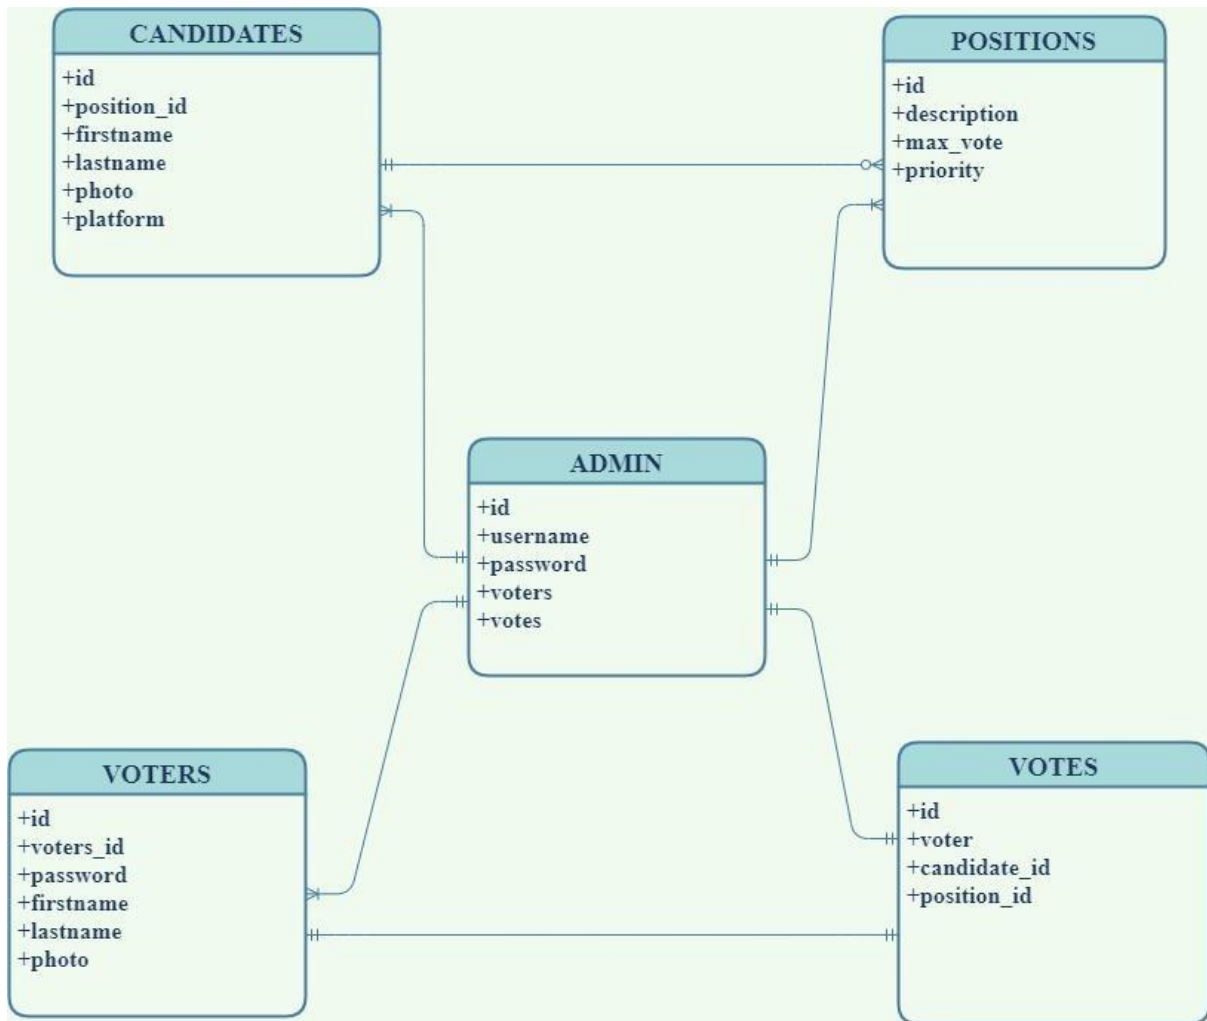 CANDIDATES
+id
+position_id
+firstname
+lastname
+photo
+platform
POSITIONS
+id
+description
+max_vote
+priority
ADMIN
+id
+username
+password
+voters
+votes
VOTERS
+id
+voters_id
+password
+firstname
+lastname
+photo
VOTES
+id
+voter
+candidate_id
+position_id